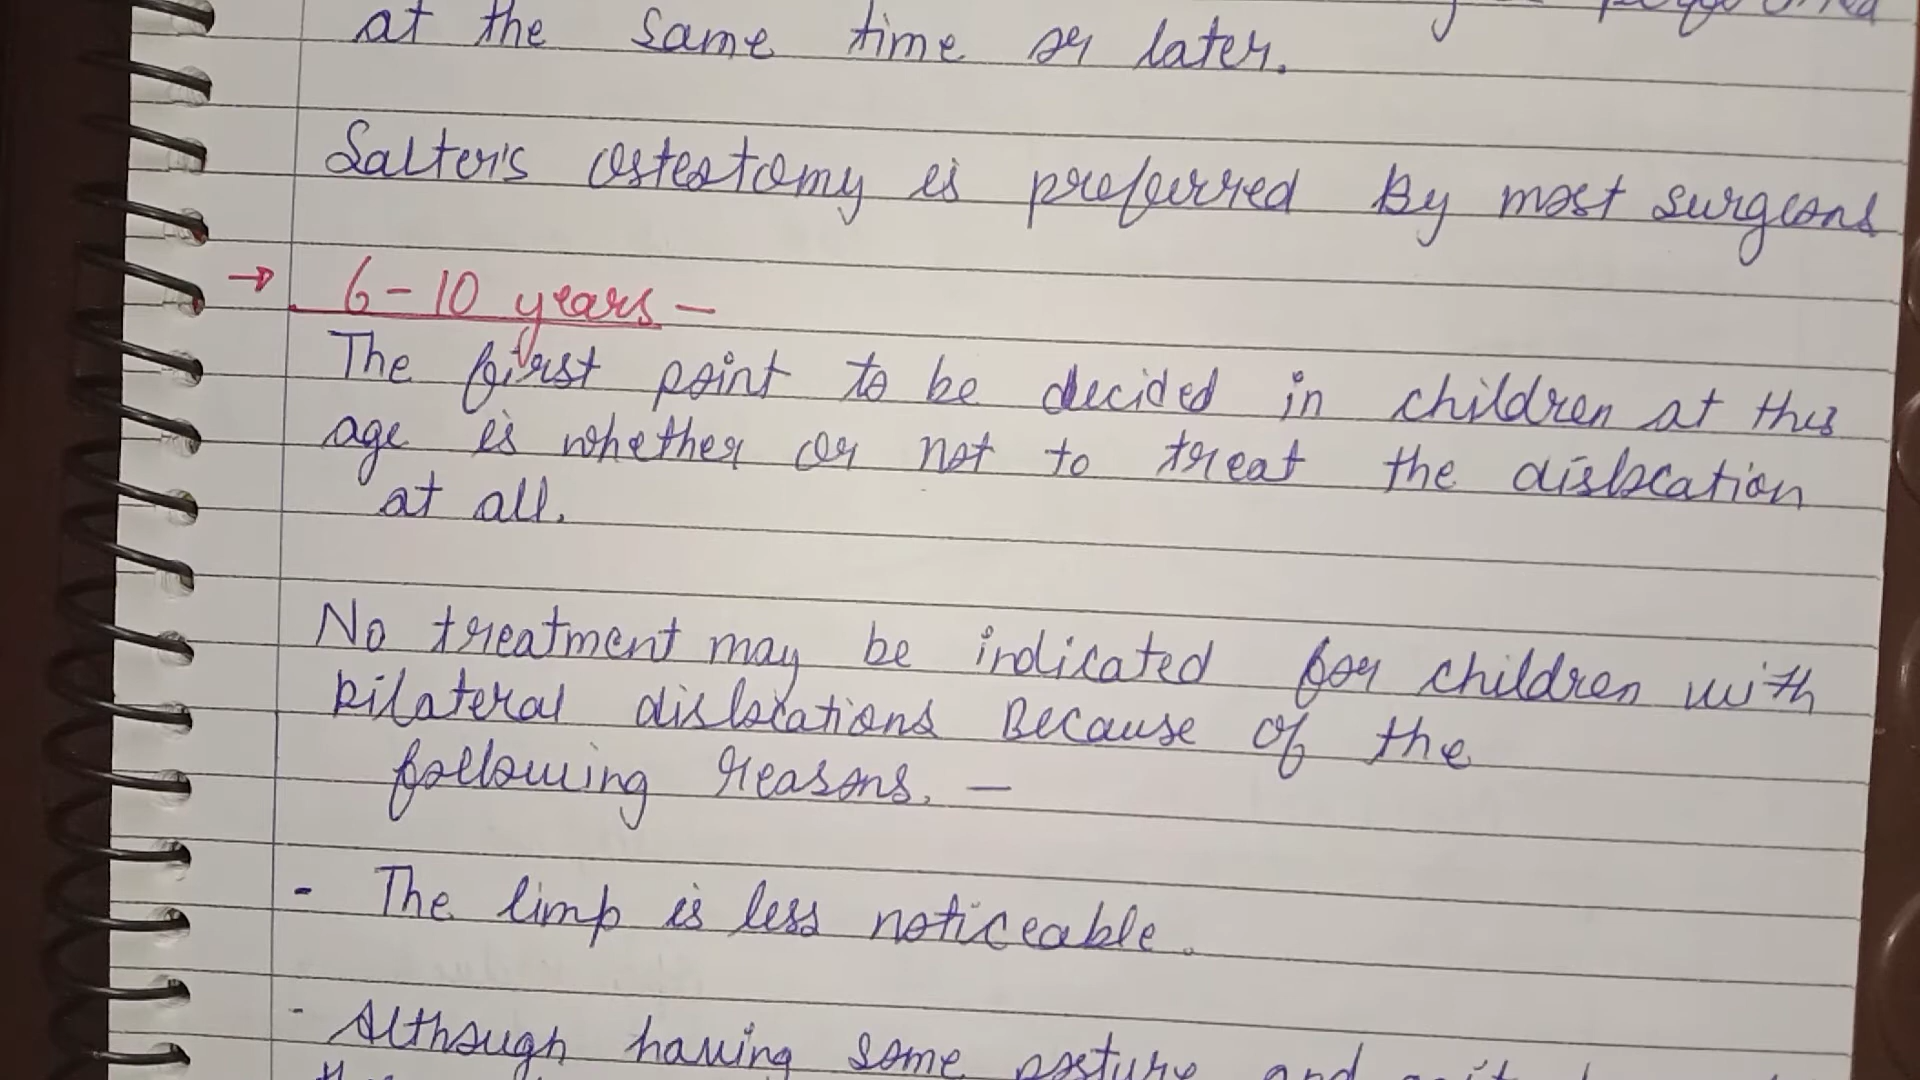 at the same time or later.
Salter's osteotomy is preferred By most surgeons
→ 6-10 years-
The first point to be decided in children at this
age is whether or not to treat the dislocation
at all.
No treatment may be indicated for children with
bilateral dislocations Because of the
following reasons. -
- The limp is less noticeable.
- Although having some posture and